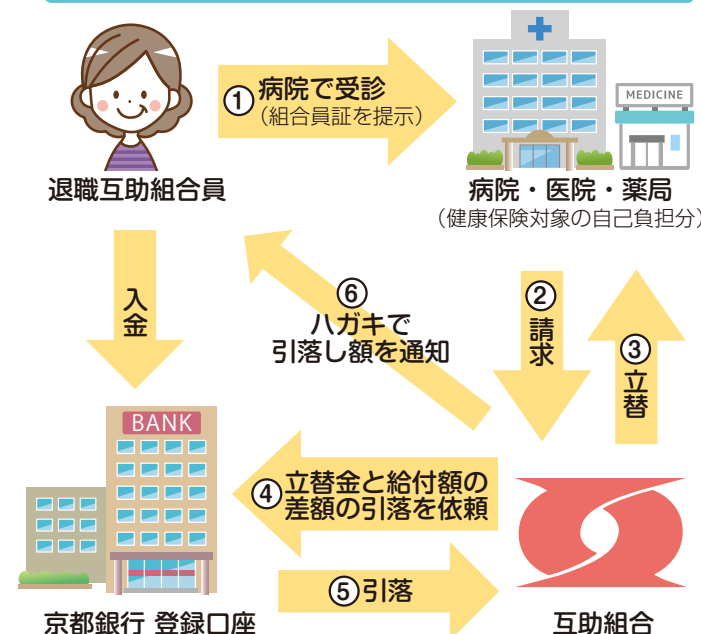 ①病院で受診
（組合員証を提示）
MEDICINE
退職互助組合員
病院・医院・薬局
（健康保険対象の自己負担分）
入金
⑥
ハガキで
引落し額を通知
②請求
③立替
BANK
④立替金と給付額の
差額の引落を依頼
⑤引落
京都銀行 登録口座
互助組合